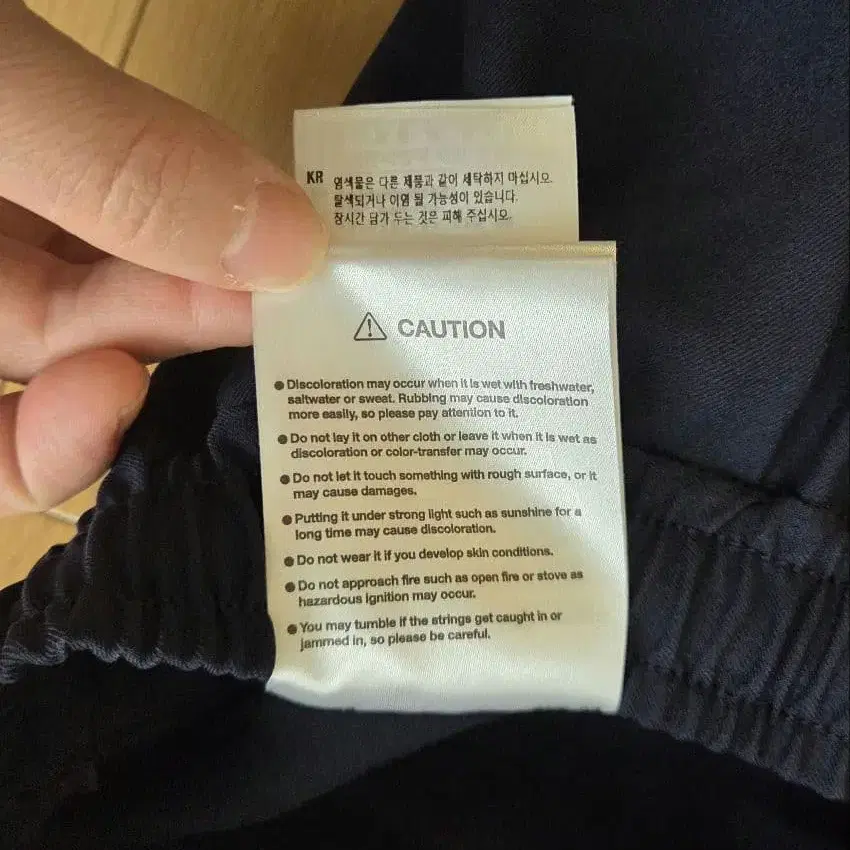 KR 염색물은 다른 제품과 같이 세탁하지 마십시오.
탈색되거나 이염 될 가능성이 있습니다.
장시간 담가 두는 것은 피해 주십시오.
CAUTION
● Discoloration may occur when it is wet with freshwater,
saltwater or sweat. Rubbing may cause discoloration
more easily, so please pay attention to it.
● Do not lay it on other cloth or leave it when it is wet as
discoloration or color-transfer may occur.
● Do not let it touch something with rough surface, or it
may cause damages.
● Putting it under strong light such as sunshine for a
long time may cause discoloration.
● Do not wear it if you develop skin conditions.
● Do not approach fire such as open fire or stove as
hazardous ignition may occur.
● You may tumble if the strings get caught in or
jammed in, so please be careful.